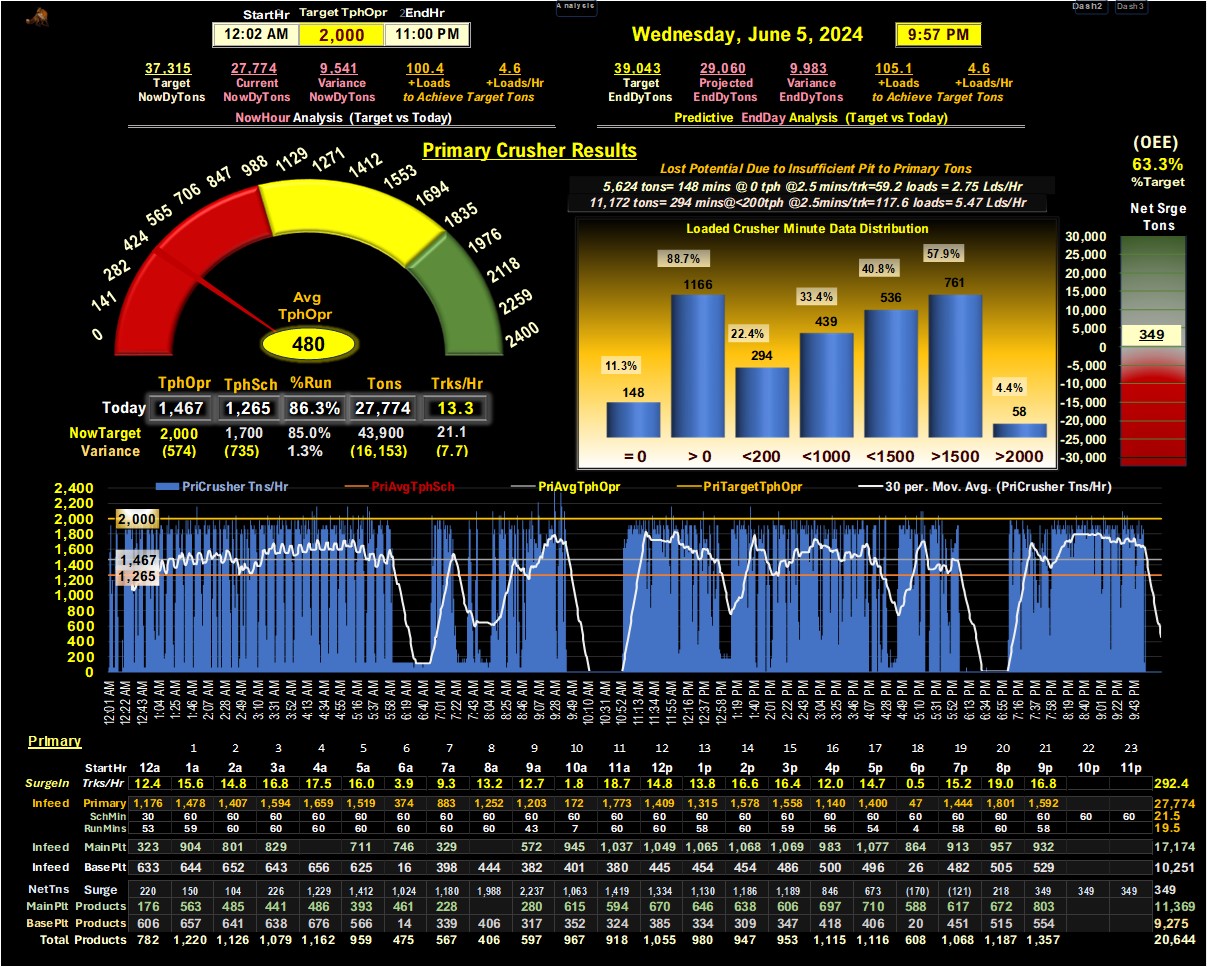 Analysis
Dash2 Dash3
StartHr Target TphOpr 2EndHr
12:02 AM 2,000 11:00 PM
Wednesday, June 5, 2024 9:57 PM
37,315 27,774 9,541 100.4 4.6
Target Current Variance +Loads +Loads/Hr
NowDyTons NowDyTons NowDyTons to Achieve Target Tons
NowHour Analysis (Target vs Today)
39,043 29,060 9,983 105.1 4.6
Target Projected Variance +Loads +Loads/Hr
EndDyTons EndDyTons EndDyTons to Achieve Target Tons
Predictive EndDay Analysis (Target vs Today)
Primary Crusher Results
(OEE)
63.3%
%Target
Lost Potential Due to Insufficient Pit to Primary Tons
5,624 tons= 148 mins @ 0 tph @2.5 mins/trk=59.2 loads = 2.75 Lds/Hr
11,172 tons= 294 mins@<200tph @2.5mins/trk=117.6 loads= 5.47 Lds/Hr
0 141 282 424 565 706 847 988 1129 1271 1412 1553 1694 1835 1976 2118 2259 2400
Avg
TphOpr
480
TphOpr TphSch %Run Tons Trks/Hr
Today 1,467 1,265 86.3% 27,774 13.3
NowTarget 2,000 1,700 85.0% 43,900 21.1
Variance (574) (735) 1.3% (16,153) (7.7)
Loaded Crusher Minute Data Distribution
11.3% 88.7% 22.4% 33.4% 40.8% 57.9% 4.4%
148 1166 294 439 536 761 58
= 0 > 0 <200 <1000 <1500 >1500 >2000
Net Srge
Tons
30,000
25,000
20,000
15,000
10,000
5,000
349
0
-5,000
-10,000
-15,000
-20,000
-25,000
-30,000
PriCrusher Tns/Hr PriAvgTphSch PriAvgTphOpr PriTargetTphOpr 30 per. Mov. Avg. (PriCrusher Tns/Hr)
2,400
2,200
2,000
1,800
1,600
1,400
1,200
1,000
800
600
400
200
0
2,000
1,467
1,265
12:01 AM 12:22 AM 12:43 AM 1:04 AM 1:25 AM 1:46 AM 2:07 AM 2:28 AM 2:49 AM 3:10 AM 3:31 AM 3:52 AM 4:13 AM 4:34 AM 4:55 AM 5:16 AM 5:37 AM 5:58 AM 6:19 AM 6:40 AM 7:01 AM 7:22 AM 7:43 AM 8:04 AM 8:25 AM 8:46 AM 9:07 AM 9:28 AM 9:49 AM 10:10 AM 10:31 AM 10:52 AM 11:13 AM 11:34 AM 11:55 AM 12:16 PM 12:37 PM 12:58 PM 1:19 PM 1:40 PM 2:01 PM 2:22 PM 2:43 PM 3:04 PM 3:25 PM 3:46 PM 4:07 PM 4:28 PM 4:49 PM 5:10 PM 5:31 PM 5:52 PM 6:13 PM 6:34 PM 6:55 PM 7:16 PM 7:37 PM 7:58 PM 8:19 PM 8:40 PM 9:01 PM 9:22 PM 9:43 PM
Primary
1 2 3 4 5 6 7 8 9 10 11 12 13 14 15 16 17 18 19 20 21 22 23
StartHr 12a 1a 2a 3a 4a 5a 6a 7a 8a 9a 10a 11a 12p 1p 2p 3p 4p 5p 6p 7p 8p 9p 10p 11p
SurgeIn Trks/Hr 12.4 15.6 14.8 16.8 17.5 16.0 3.9 9.3 13.2 12.7 1.8 18.7 14.8 13.8 16.6 16.4 12.0 14.7 0.5 15.2 19.0 16.8 292.4
Infeed Primary 1,176 1,478 1,407 1,594 1,659 1,519 374 883 1,252 1,203 172 1,773 1,409 1,315 1,578 1,558 1,140 1,400 47 1,444 1,801 1,592 27,774
SchMin 30 60 60 60 60 60 60 60 60 60 60 60 60 60 60 60 60 60 60 60 60 60 60 60 21.5
RunMins 53 59 60 60 60 60 60 60 60 43 7 60 60 58 60 59 56 54 4 58 60 58 19.5
Infeed MainPlt 323 904 801 829 711 746 329 572 945 1,037 1,049 1,065 1,068 1,069 983 1,077 864 913 957 932 17,174
Infeed BasePlt 633 644 652 643 656 625 16 398 444 382 401 380 445 454 454 486 500 496 26 482 505 529 10,251
NetTns Surge 220 150 104 226 1,229 1,412 1,024 1,180 1,988 2,237 1,063 1,419 1,334 1,130 1,186 1,189 846 673 (170) (121) 218 349 349 349 349
MainPlt Products 176 563 485 441 486 393 461 228 280 615 594 670 646 638 606 697 710 588 617 672 803 11,369
BasePlt Products 606 657 641 638 676 566 14 339 406 317 352 324 385 334 309 347 418 406 20 451 515 554 9,275
Total Products 782 1,220 1,126 1,079 1,162 959 475 567 406 597 967 918 1,055 980 947 953 1,115 1,116 608 1,068 1,187 1,357 20,644